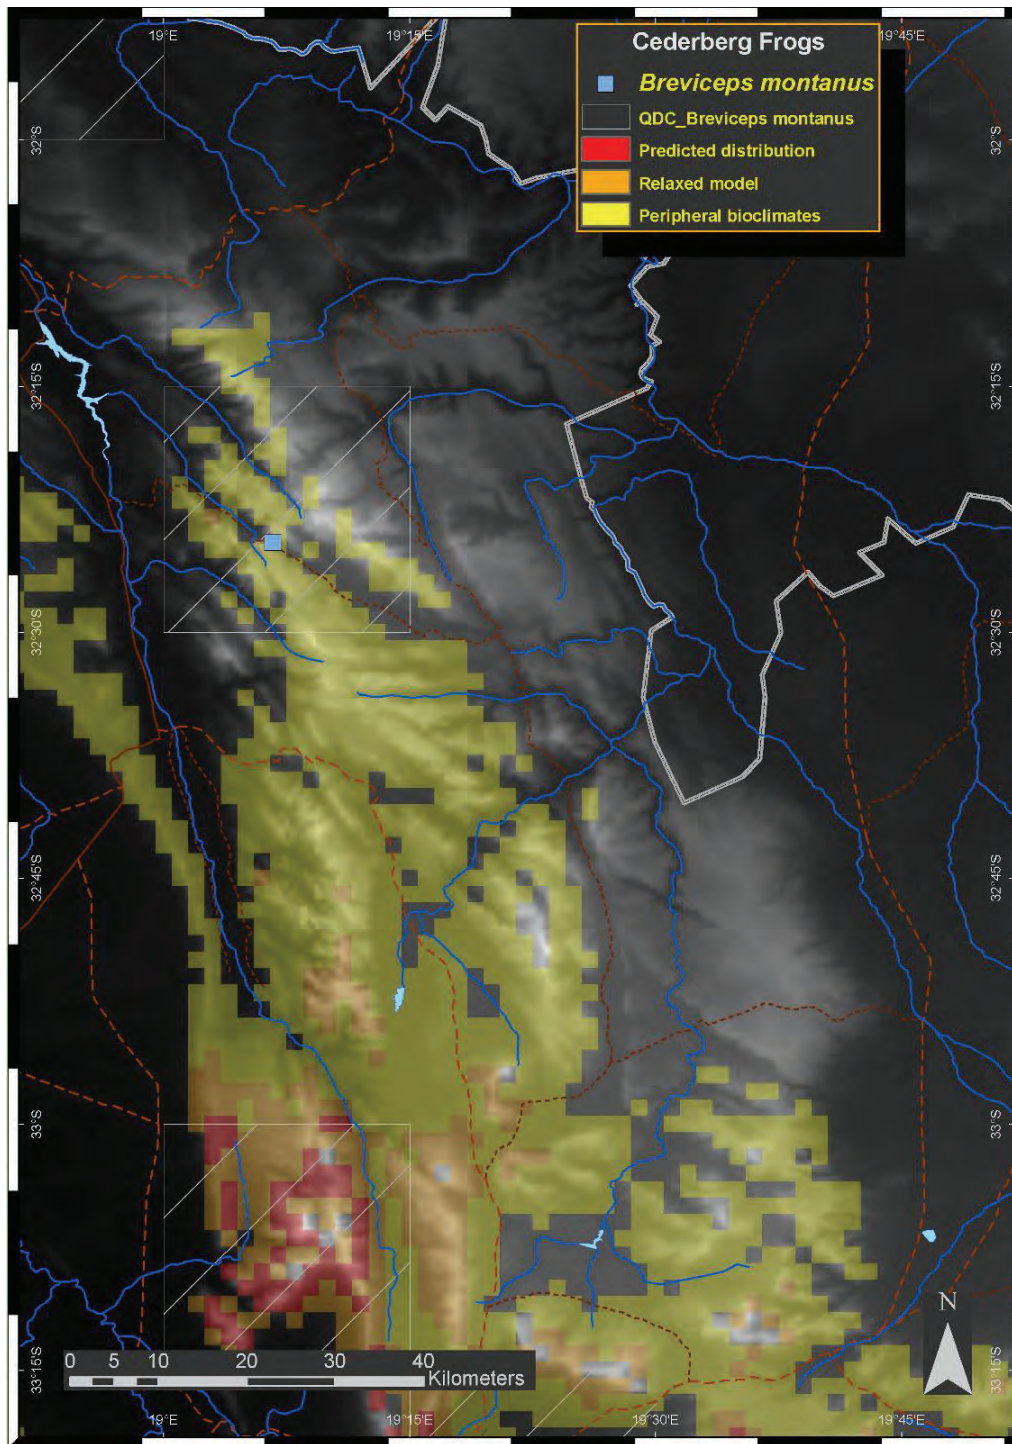 19°E
19°15'E
19°45'E
Cederberg Frogs
Breviceps montanus
QDC_Breviceps montanus
Predicted distribution
Relaxed model
Peripheral bioclimates
32°S
32°S
32°15'S
32°15'S
32°30'S
32°30'S
32°45'S
32°45'S
33°S
33°S
33°15'S
33°15'S
N
0 5 10 20 30 40
Kilometers
19°E
19°15'E
19°30'E
19°45'E